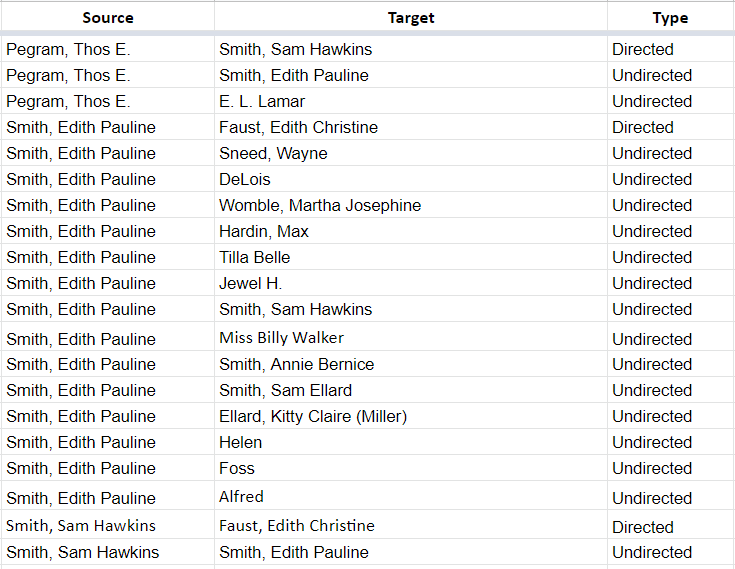 Source Target Type
Pegram, Thos E. Smith, Sam Hawkins Directed
Pegram, Thos E. Smith, Edith Pauline Undirected
Pegram, Thos E. E. L. Lamar Undirected
Smith, Edith Pauline Faust, Edith Christine Directed
Smith, Edith Pauline Sneed, Wayne Undirected
Smith, Edith Pauline DeLois Undirected
Smith, Edith Pauline Womble, Martha Josephine Undirected
Smith, Edith Pauline Hardin, Max Undirected
Smith, Edith Pauline Tilla Belle Undirected
Smith, Edith Pauline Jewel H. Undirected
Smith, Edith Pauline Smith, Sam Hawkins Undirected
Smith, Edith Pauline Miss Billy Walker Undirected
Smith, Edith Pauline Smith, Annie Bernice Undirected
Smith, Edith Pauline Smith, Sam Ellard Undirected
Smith, Edith Pauline Ellard, Kitty Claire (Miller) Undirected
Smith, Edith Pauline Helen Undirected
Smith, Edith Pauline Foss Undirected
Smith, Edith Pauline Alfred Undirected
Smith, Sam Hawkins Faust, Edith Christine Directed
Smith, Sam Hawkins Smith, Edith Pauline Undirected